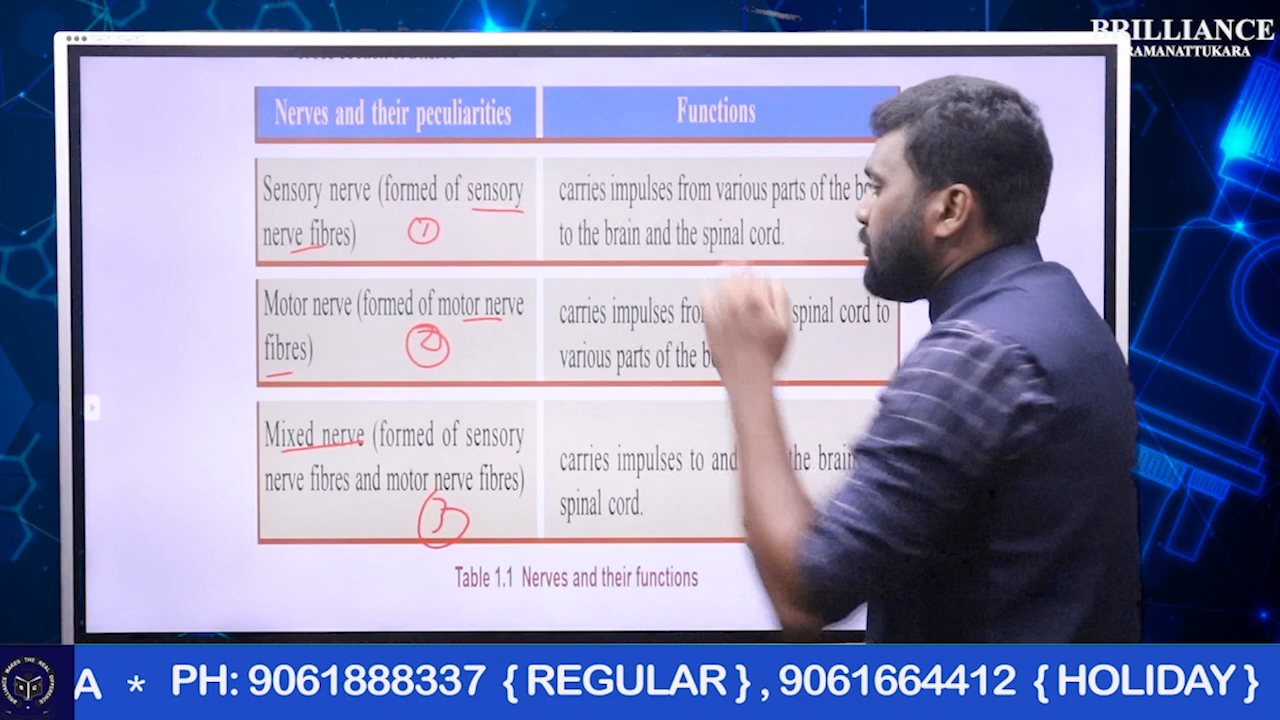 BRILLIANCE
RAMANATTUKARA
Nerves and their peculiarities
Functions
Sensory nerve (formed of sensory
nerve fibres)
1
carries impulses from various parts of the
to the brain and the spinal cord.
Motor nerve (formed of motor nerve
fibres)
2
carries impulses spinal cord to
various parts of the
Mixed nerve (formed of sensory
nerve fibres and motor nerve fibres)
3
carries impulses to and the brain
spinal cord.
Table 1.1 Nerves and their functions
A * PH: 9061888337 { REGULAR } , 9061664412 { HOLIDAY }